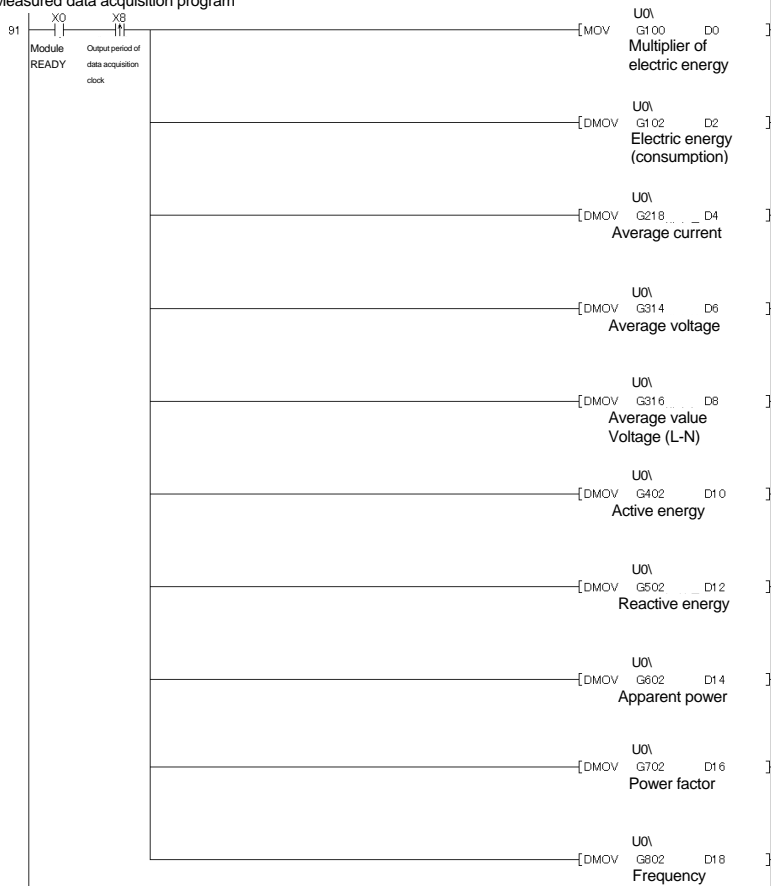 Measured data acquisition program
X0 X8
91
Module READY
Output period of data acquisition clock
U0\
[MOV G100 D0 ]
Multiplier of
electric energy
U0\
[DMOV G102 D2 ]
Electric energy
(consumption)
U0\
[DMOV G218 D4 ]
Average current
U0\
[DMOV G314 D6 ]
Average voltage
U0\
[DMOV G316 D8 ]
Average value
Voltage (L-N)
U0\
[DMOV G402 D10 ]
Active energy
U0\
[DMOV G502 D12 ]
Reactive energy
U0\
[DMOV G602 D14 ]
Apparent power
U0\
[DMOV G702 D16 ]
Power factor
U0\
[DMOV G802 D18 ]
Frequency